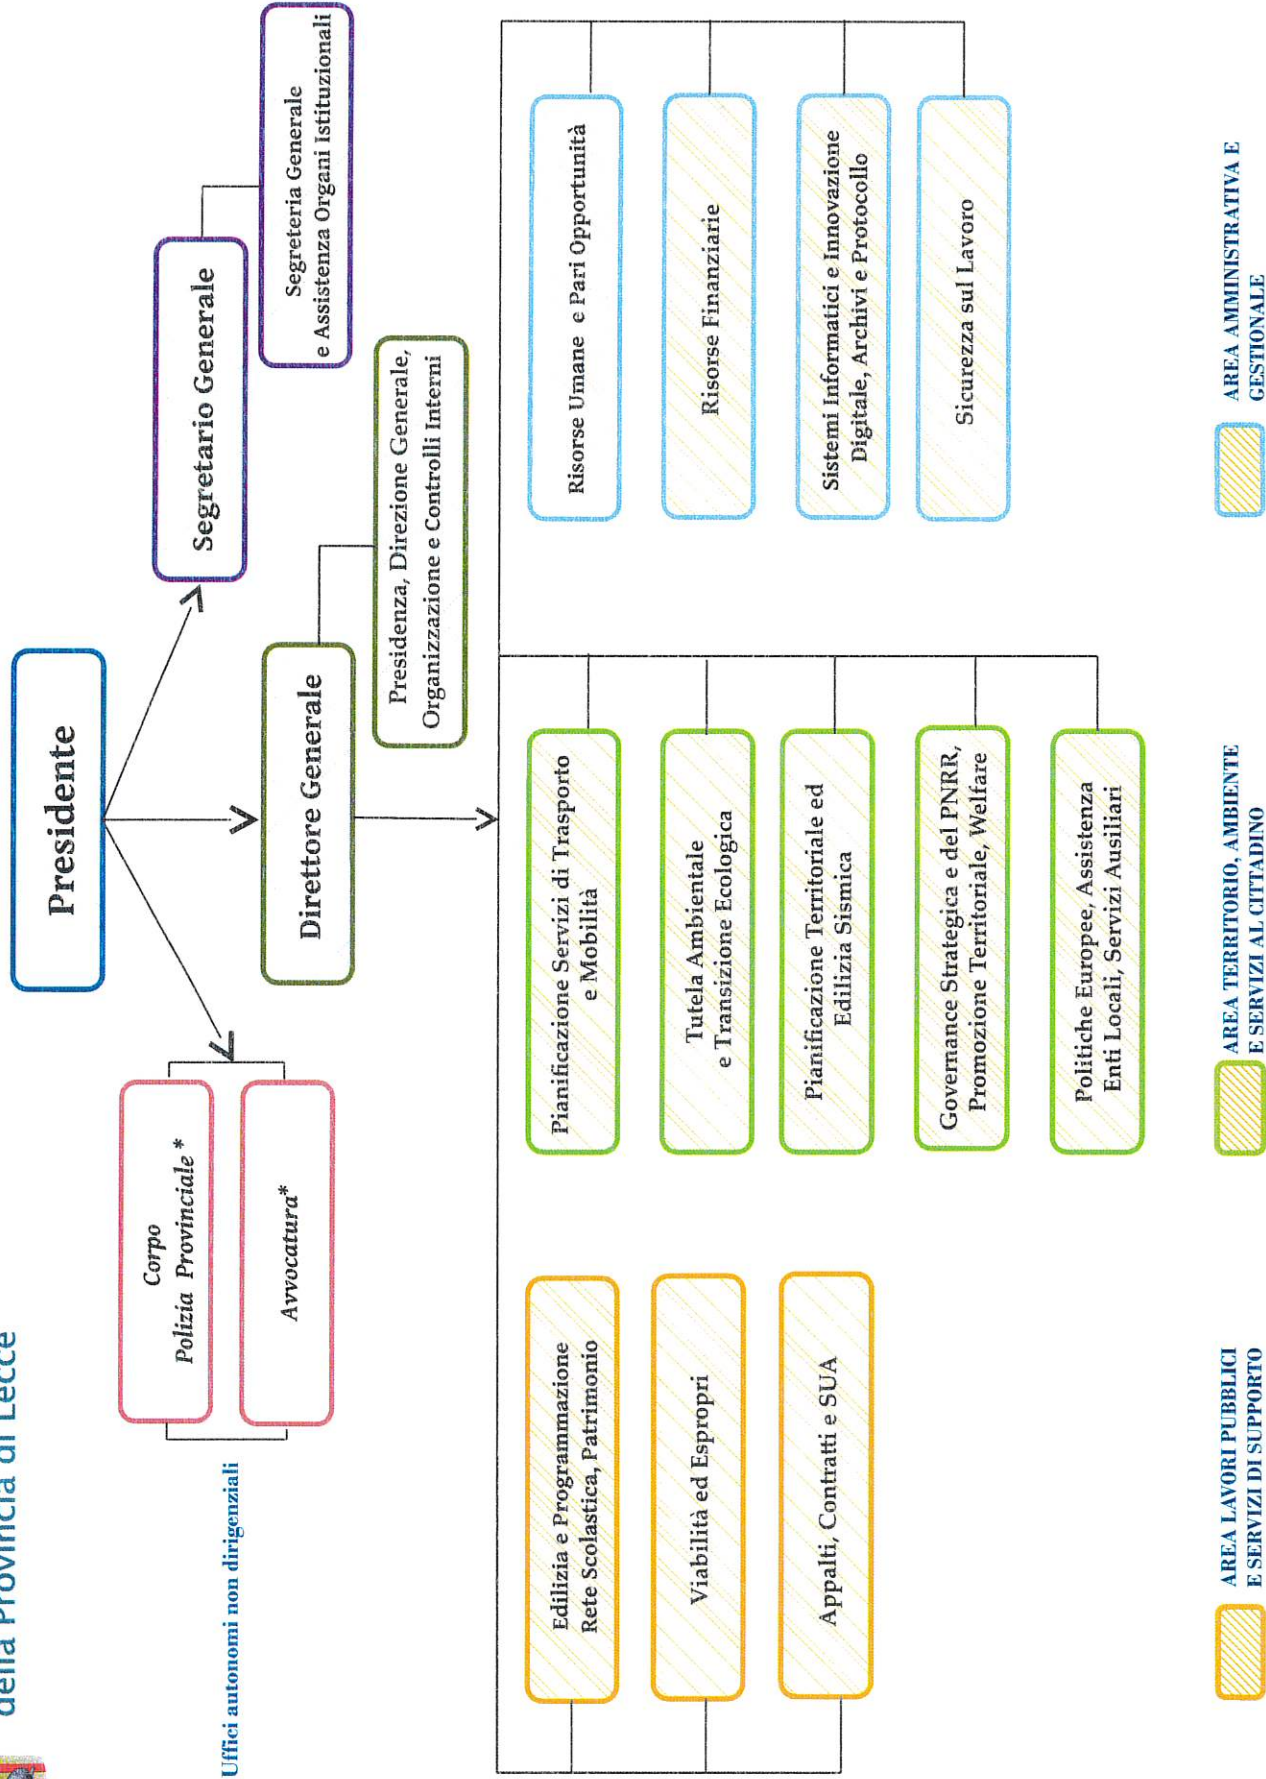 della Provincia di Lecce
Presidente
Segretario Generale
Segreteria Generale
e Assistenza Organi Istituzionali
Corpo
Polizia Provinciale *
Avvocatura*
Uffici autonomi non dirigenziali
Direttore Generale
Presidenza, Direzione Generale,
Organizzazione e Controlli Interni
Edilizia e Programmazione
Rete Scolastica, Patrimonio
Viabilità ed Espropri
Appalti, Contratti e SUA
Pianificazione Servizi di Trasporto
e Mobilità
Tutela Ambientale
e Transizione Ecologica
Pianificazione Territoriale ed
Edilizia Sismica
Governance Strategica e del PNRR,
Promozione Territoriale, Welfare
Politiche Europee, Assistenza
Enti Locali, Servizi Ausiliari
Risorse Umane e Pari Opportunità
Risorse Finanziarie
Sistemi Informatici e Innovazione
Digitale, Archivi e Protocollo
Sicurezza sul Lavoro
AREA LAVORI PUBBLICI
E SERVIZI DI SUPPORTO
AREA TERRITORIO, AMBIENTE
E SERVIZI AL CITTADINO
AREA AMMINISTRATIVA E
GESTIONALE